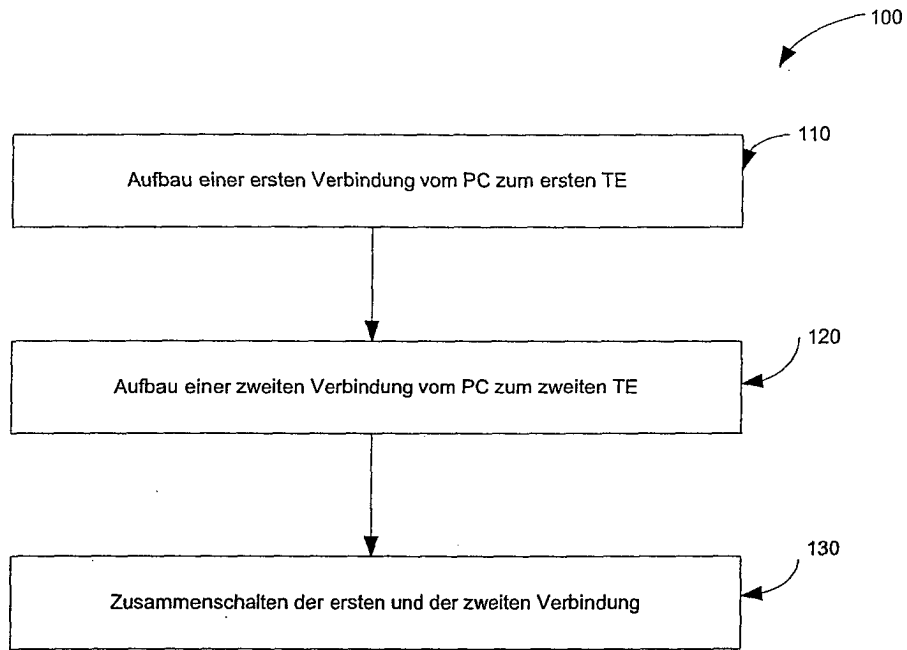 100
110
Aufbau einer ersten Verbindung vom PC zum ersten TE
120
Aufbau einer zweiten Verbindung vom PC zum zweiten TE
130
Zusammenschalten der ersten und der zweiten Verbindung